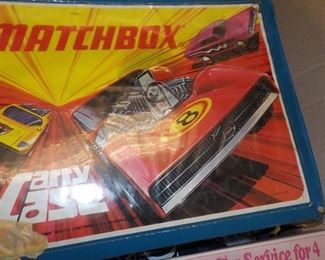 MATCHBOX
8
Carry
Case
Service for 4